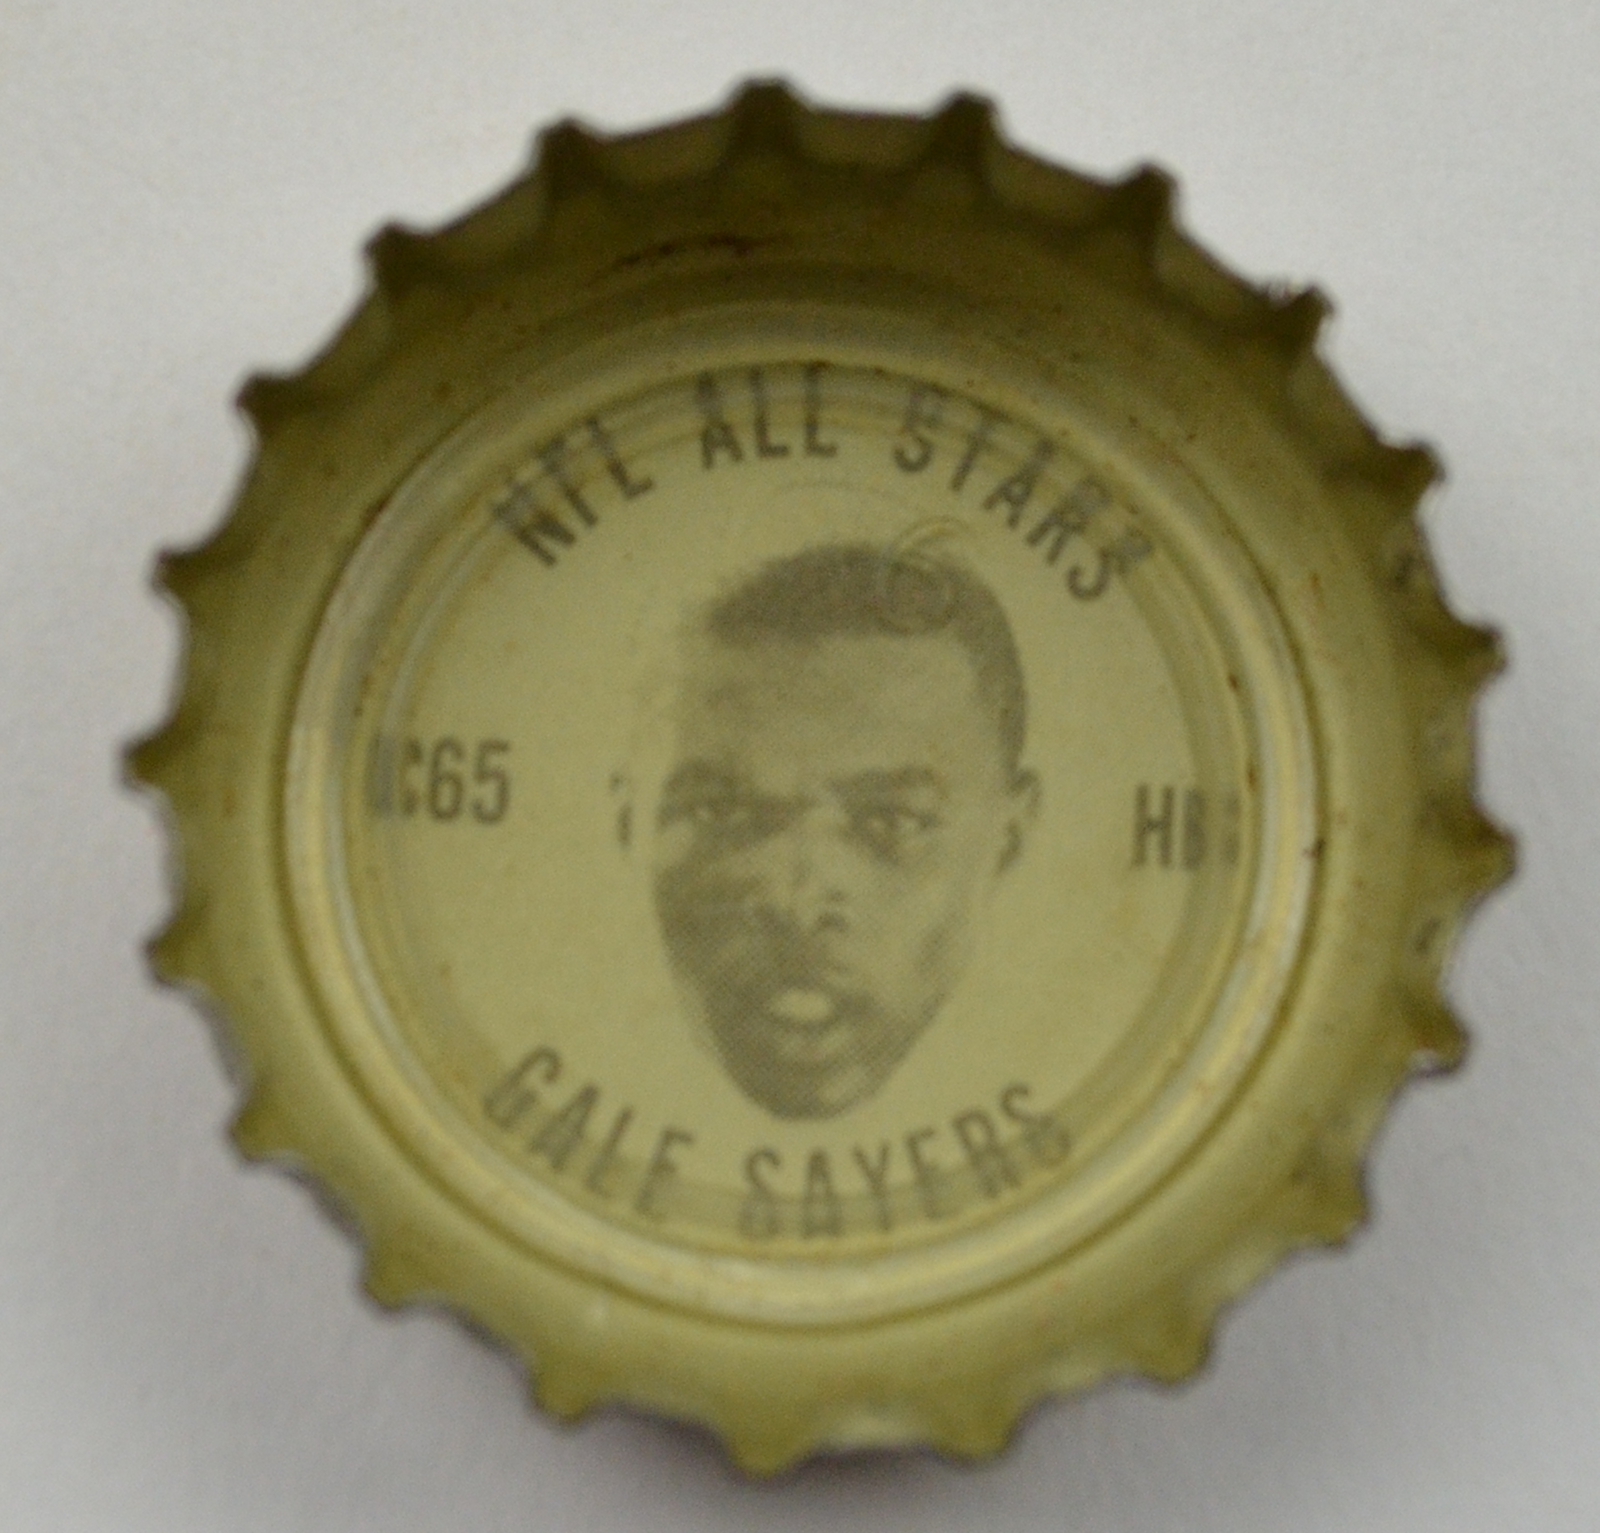 NFL ALL STARS
C65
HB
GALE SAYERS